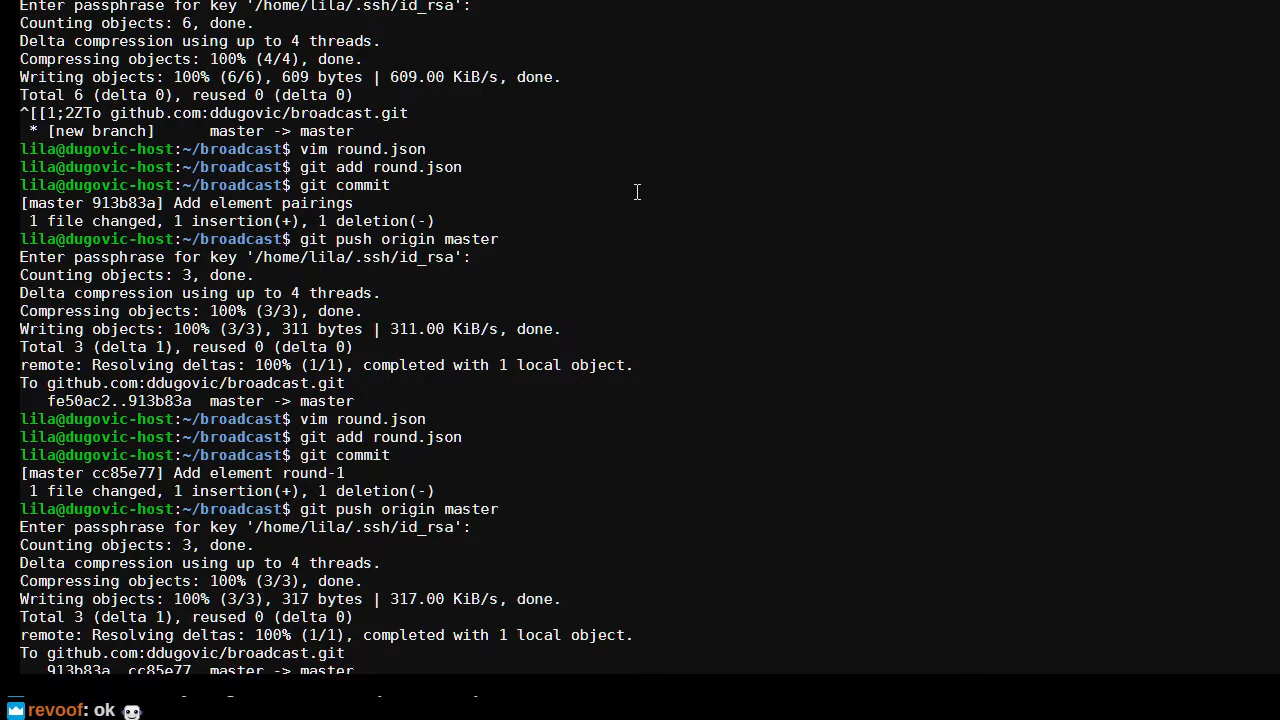 Enter passphrase for key '/home/lila/.ssh/id_rsa':
Counting objects: 6, done.
Delta compression using up to 4 threads.
Compressing objects: 100% (4/4), done.
Writing objects: 100% (6/6), 609 bytes | 609.00 KiB/s, done.
Total 6 (delta 0), reused 0 (delta 0)
^[[1;2ZTo github.com:ddugovic/broadcast.git
 * [new branch]      master -> master
lila@dugovic-host:~/broadcast$ vim round.json
lila@dugovic-host:~/broadcast$ git add round.json
lila@dugovic-host:~/broadcast$ git commit
[master 913b83a] Add element pairings
 1 file changed, 1 insertion(+), 1 deletion(-)
lila@dugovic-host:~/broadcast$ git push origin master
Enter passphrase for key '/home/lila/.ssh/id_rsa':
Counting objects: 3, done.
Delta compression using up to 4 threads.
Compressing objects: 100% (3/3), done.
Writing objects: 100% (3/3), 311 bytes | 311.00 KiB/s, done.
Total 3 (delta 1), reused 0 (delta 0)
remote: Resolving deltas: 100% (1/1), completed with 1 local object.
To github.com:ddugovic/broadcast.git
   fe50ac2..913b83a  master -> master
lila@dugovic-host:~/broadcast$ vim round.json
lila@dugovic-host:~/broadcast$ git add round.json
lila@dugovic-host:~/broadcast$ git commit
[master cc85e77] Add element round-1
 1 file changed, 1 insertion(+), 1 deletion(-)
lila@dugovic-host:~/broadcast$ git push origin master
Enter passphrase for key '/home/lila/.ssh/id_rsa':
Counting objects: 3, done.
Delta compression using up to 4 threads.
Compressing objects: 100% (3/3), done.
Writing objects: 100% (3/3), 317 bytes | 317.00 KiB/s, done.
Total 3 (delta 1), reused 0 (delta 0)
remote: Resolving deltas: 100% (1/1), completed with 1 local object.
To github.com:ddugovic/broadcast.git
   913b83a..cc85e77  master -> master
revoof: ok